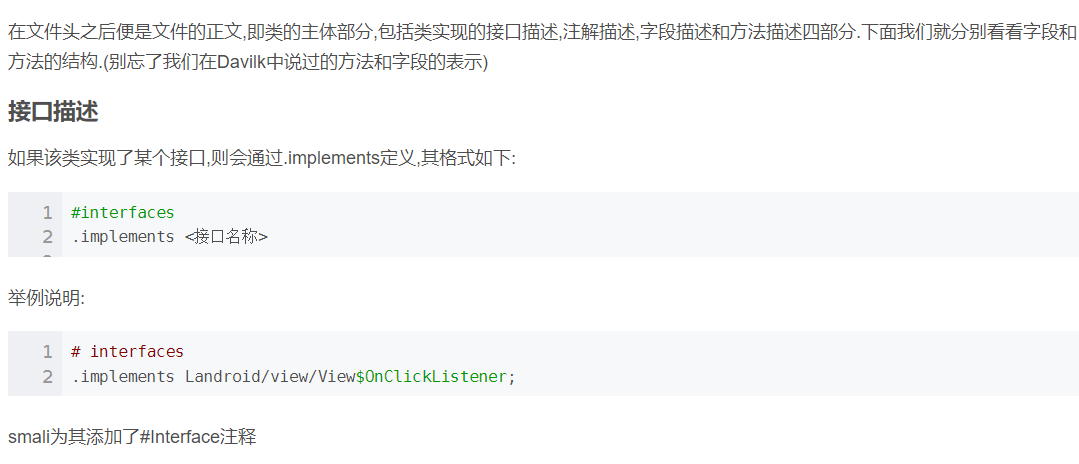 在文件头之后便是文件的正文,即类的主体部分,包括类实现的接口描述,注解描述,字段描述和方法描述四部分.下面我们就分别看看字段和
方法的结构.(别忘了我们在Davilk中说过的方法和字段的表示)
接口描述
如果该类实现了某个接口,则会通过.implements定义,其格式如下:
1 #interfaces
2 .implements <接口名称>
举例说明:
1 # interfaces
2 .implements Landroid/view/View$OnClickListener;
smali为其添加了#Interface注释